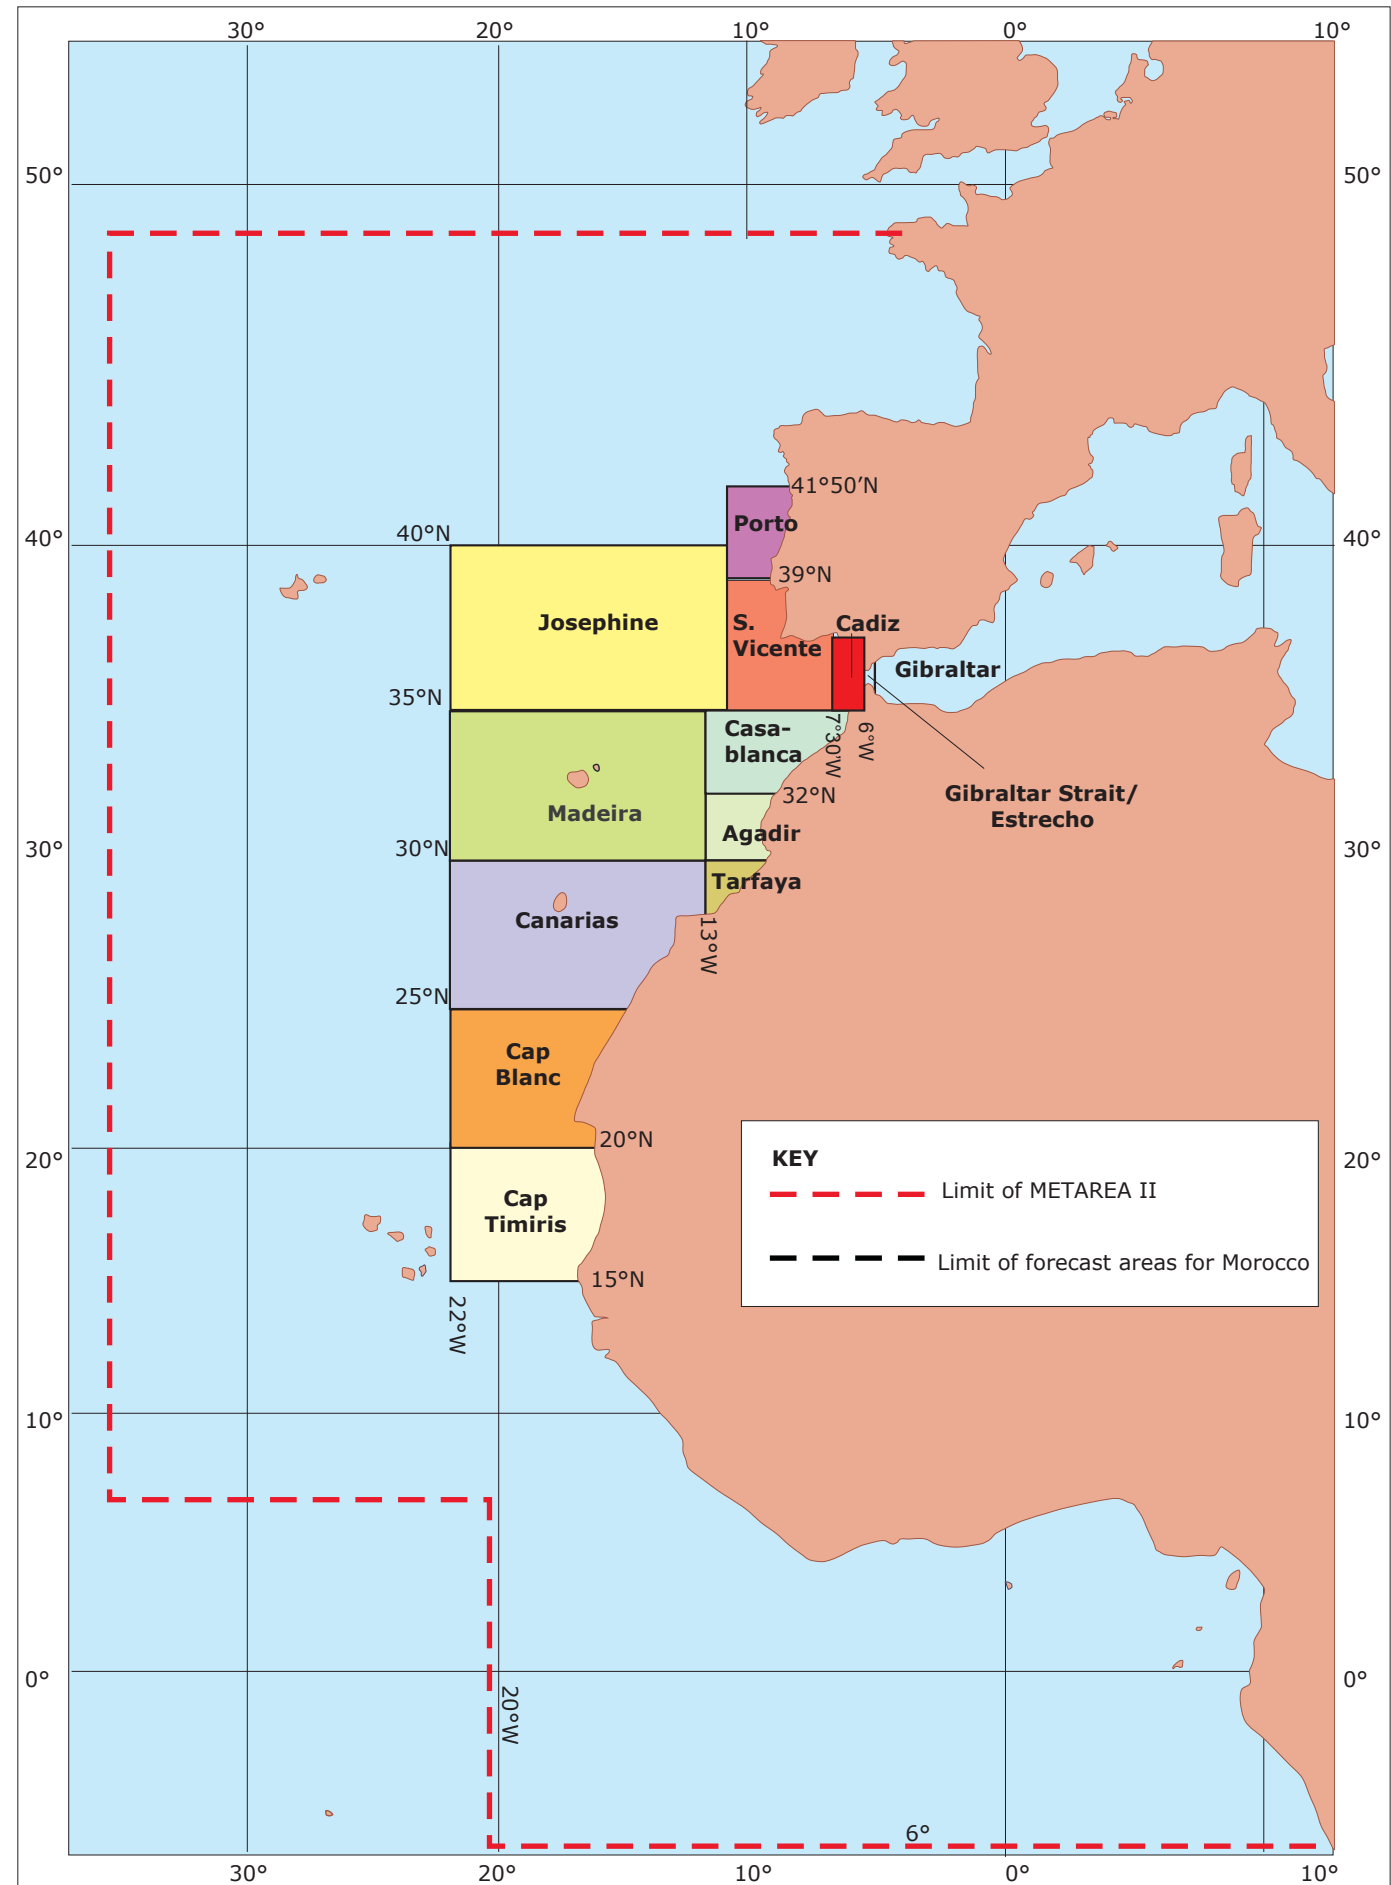 30°
20°
10°
0°
10°
50°
50°
41°50’N
Porto
40°
40°N
40°
39°N
Josephine
S.
Vicente
Cadiz
Gibraltar
35°N
Casa-
blanca
7°30’W
6°W
Gibraltar Strait/
Estrecho
32°N
Madeira
Agadir
30°
30°N
30°
Tarfaya
Canarias
13°W
25°N
Cap
Blanc
20°N
20°
20°
KEY
Limit of METAREA II
Limit of forecast areas for Morocco
Cap
Timiris
15°N
22°W
10°
10°
0°
0°
20°W
6°
30°
20°
10°
0°
10°